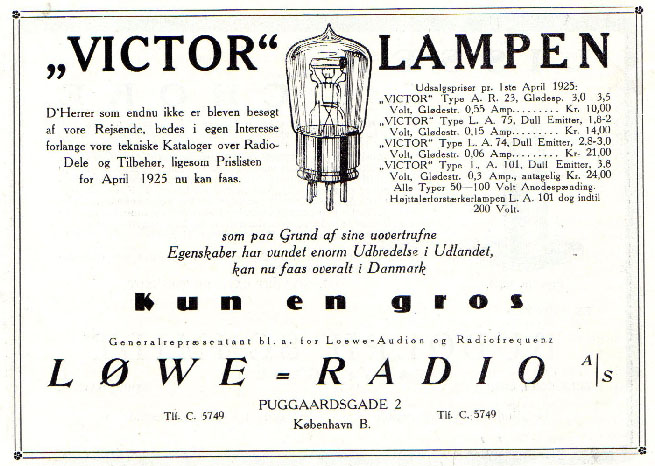 „VICTOR“ LAMPEN
D'Herrer som endnu ikke er bleven besøgt
af vore Rejsende, bedes i egen Interesse
forlange vore tekniske Kataloger over Radio-
Dele og Tilbehør, ligesom Prislisten
for April 1925 nu kan faas.
Udsalgspriser pr. 1ste April 1925:
„VICTOR“ Type A. R. 23, Glødesp. 3,0 3,5
Volt, Glødestr. 0,55 Amp......... Kr. 10,00
„VICTOR“ Type L. A. 75, Dull Emitter, 1,8-2
Volt, Glødestr. 0,15 Amp......... Kr. 14,00
„VICTOR“ Type L. A. 74, Dull Emitter, 2,8-3,0
Volt, Glødestr. 0,06 Amp......... Kr. 21,00
„VICTOR“ Type L. A. 101, Dull Emitter, 3,8
Volt, Glødestr. 0,3 Amp., antagelig Kr. 24,00
Alle Typer 50—100 Volt Anodespænding.
Højttalerforstærkerlampen L. A. 101 dog indtil
200 Volt.
som paa Grund af sine uovertrufne
Egenskaber har vundet enorm Udbredelse i Udlandet,
kan nu faas overalt i Danmark
Kun en gros
Generalrepræsentant bl. a. for Loewe-Audion og Radiofrequenz
LØWE=RADIO A/S
PUGGAARDSGADE 2
Tlf. C. 5749 Tlf. C. 5749
København B.